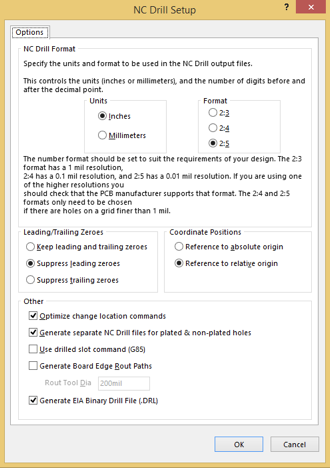 NC Drill Setup
?
Options
NC Drill Format
Specify the units and format to be used in the NC Drill output files.
This controls the units (inches or millimeters), and the number of digits before and
after the decimal point.
Units
Inches
Millimeters
Format
2:3
2:4
2:5
The number format should be set to suit the requirements of your design. The 2:3
format has a 1 mil resolution,
2:4 has a 0.1 mil resolution, and 2:5 has a 0.01 mil resolution. If you are using one
of the higher resolutions you
should check that the PCB manufacturer supports that format. The 2:4 and 2:5
formats only need to be chosen
if there are holes on a grid finer than 1 mil.
Leading/Trailing Zeroes
Keep leading and trailing zeroes
Suppress leading zeroes
Suppress trailing zeroes
Coordinate Positions
Reference to absolute origin
Reference to relative origin
Other
Optimize change location commands
Generate separate NC Drill files for plated & non-plated holes
Use drilled slot command (G85)
Generate Board Edge Rout Paths
Rout Tool Dia 200mil
Generate EIA Binary Drill File (.DRL)
OK Cancel